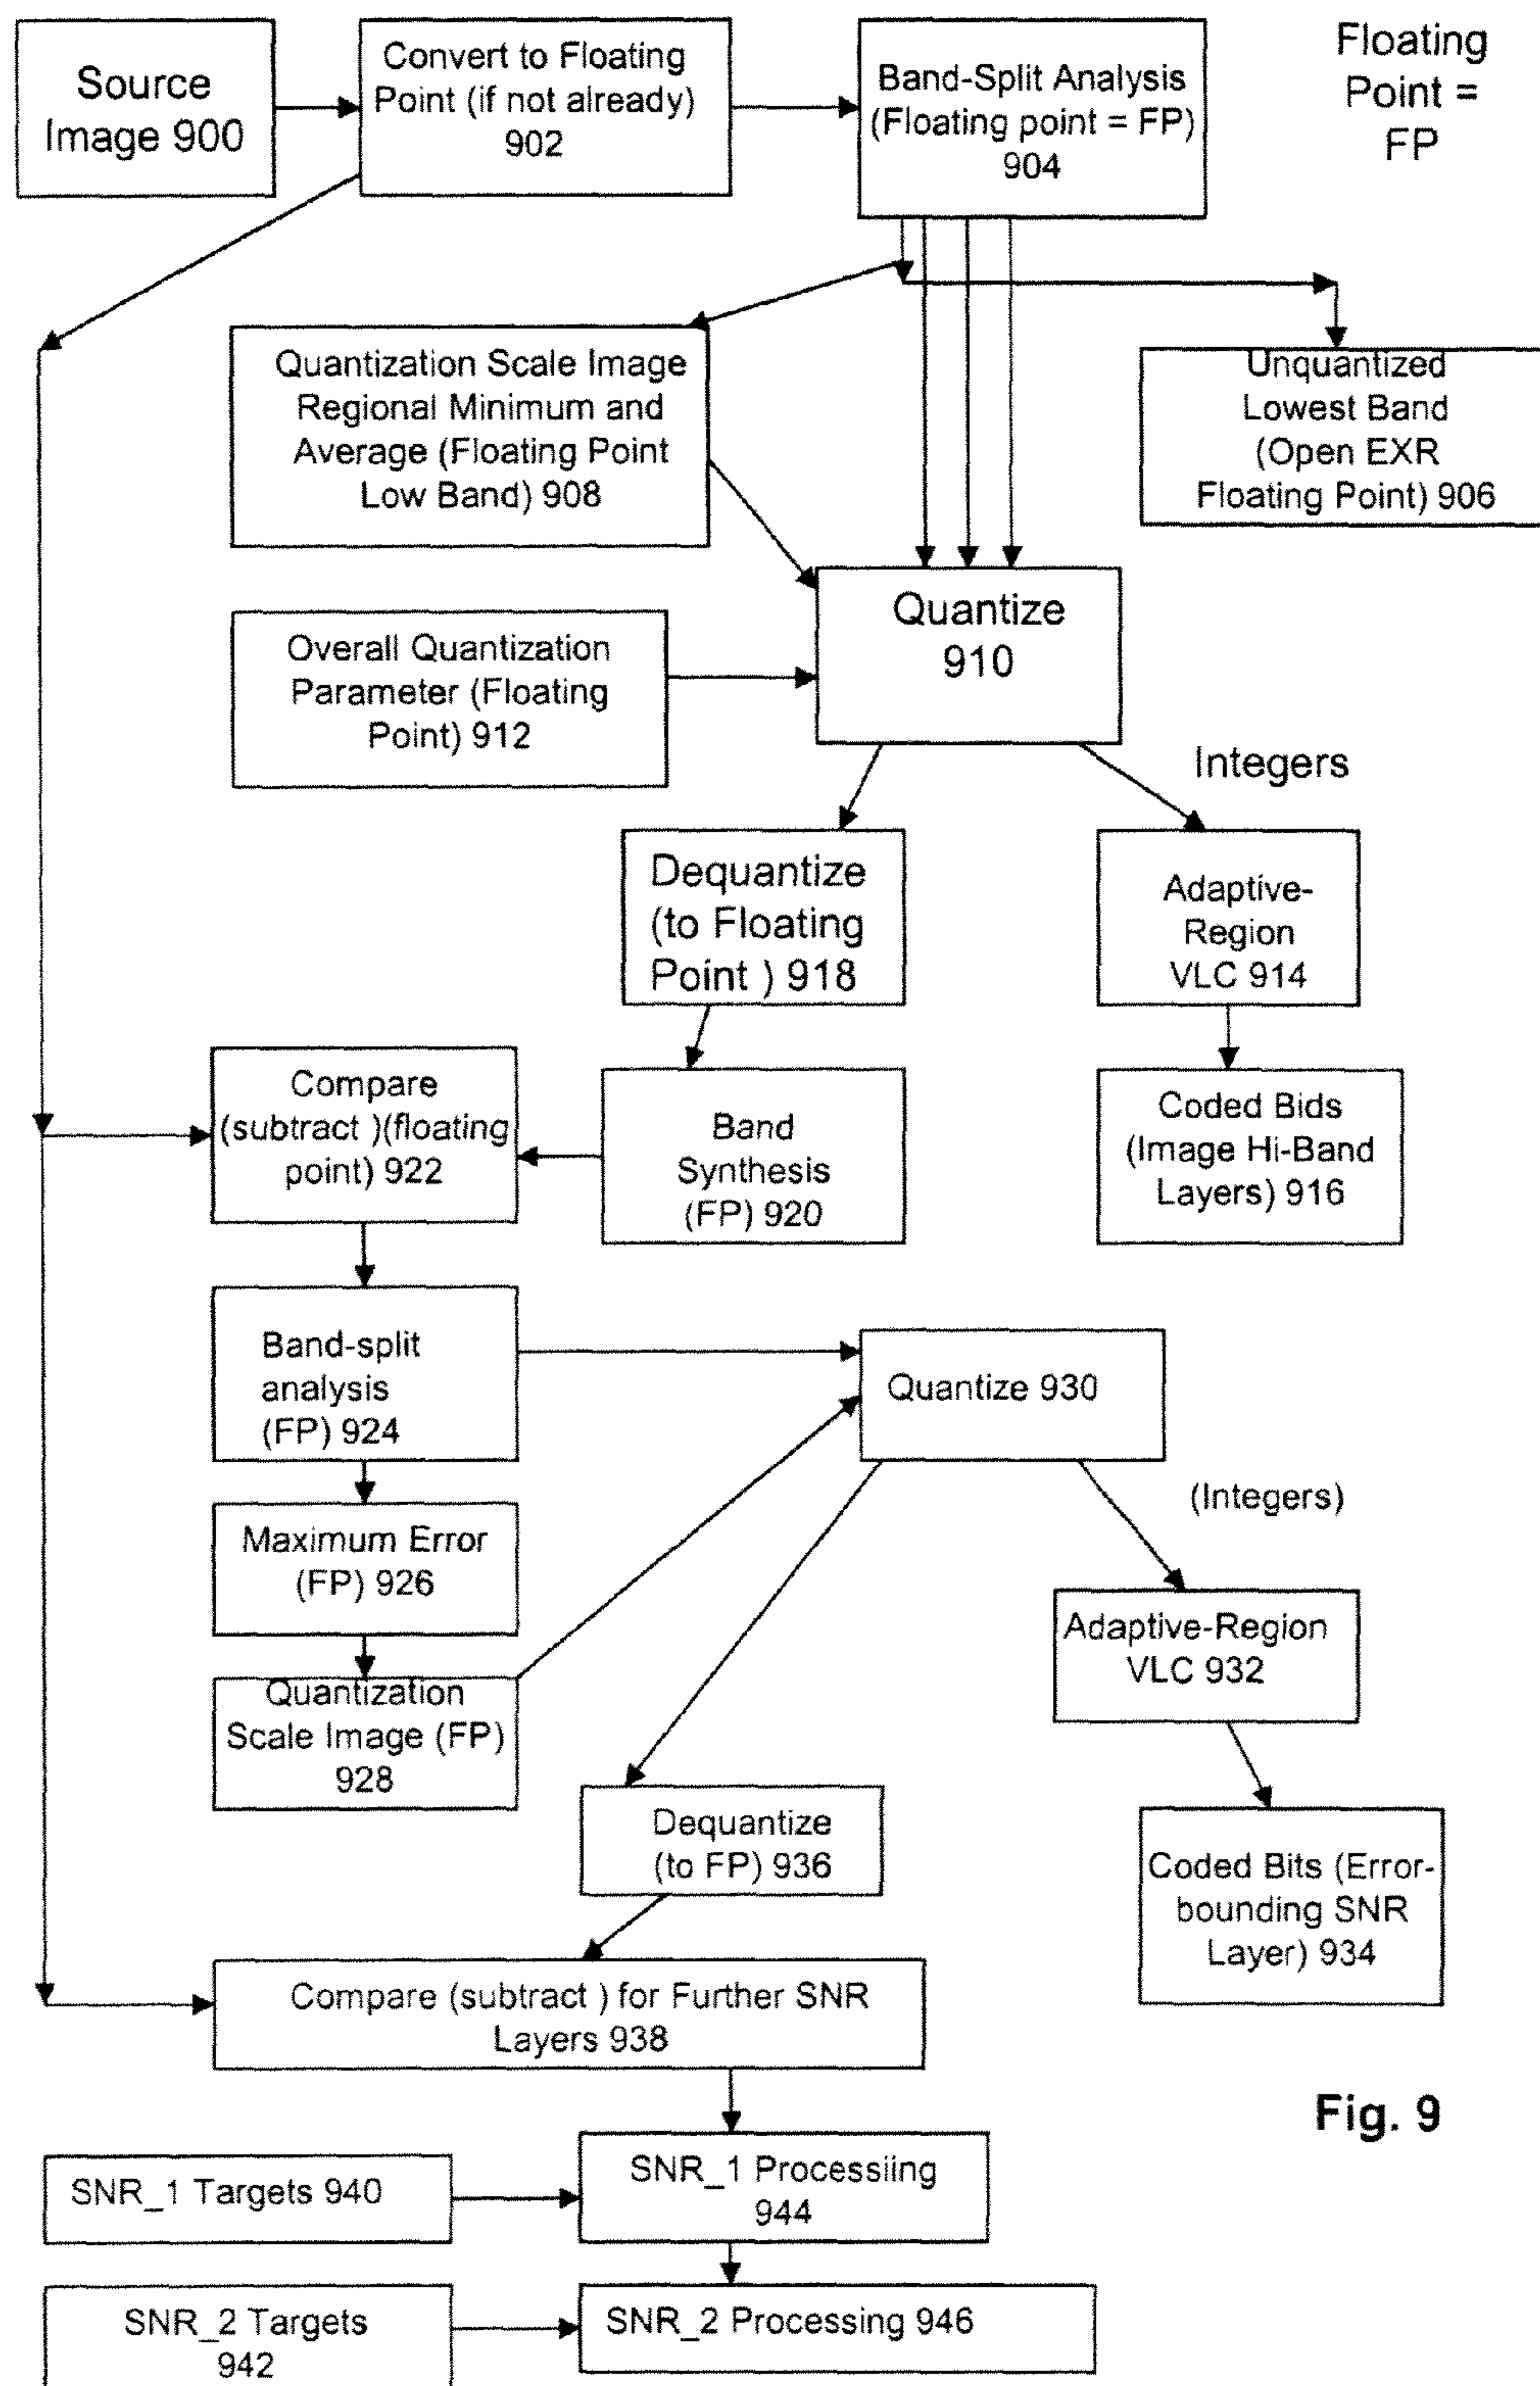 Source
Image 900
Convert to Floating
Point (if not already)
902
Band-Split Analysis
(Floating point = FP)
904
Floating
Point =
FP
Quantization Scale Image
Regional Minimum and
Average (Floating Point
Low Band) 908
Unquantized
Lowest Band
(Open EXR
Floating Point) 906
Quantize
910
Overall Quantization
Parameter (Floating
Point) 912
Integers
Dequantize
(to Floating
Point ) 918
Adaptive-
Region
VLC 914
Compare
(subtract )(floating
point) 922
Band
Synthesis
(FP) 920
Coded Bids
(Image Hi-Band
Layers) 916
Band-split
analysis
(FP) 924
Quantize 930
(Integers)
Maximum Error
(FP) 926
Adaptive-Region
VLC 932
Quantization
Scale Image (FP)
928
Dequantize
(to FP) 936
Coded Bits (Error-
bounding SNR
Layer) 934
Compare (subtract ) for Further SNR
Layers 938
Fig. 9
SNR_1 Targets 940
SNR_1 Processiing
944
SNR_2 Targets
942
SNR_2 Processing 946